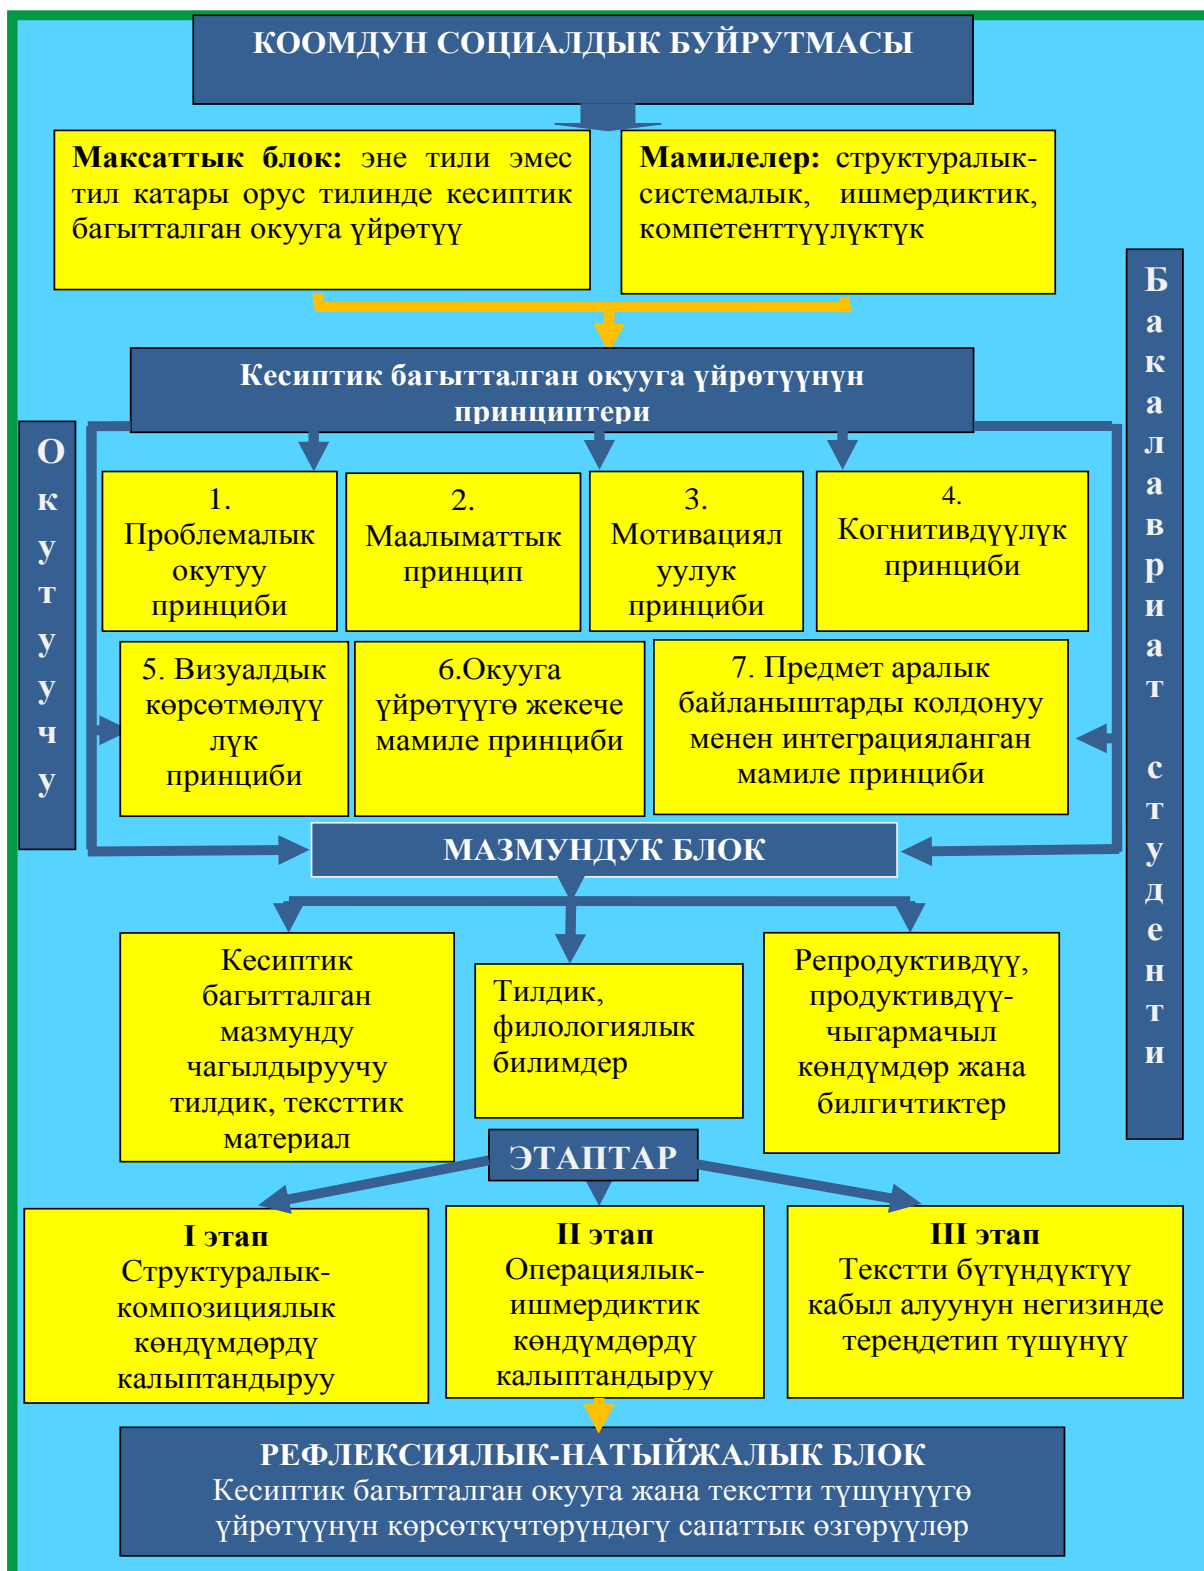 КООМДУН СОЦИАЛДЫК БУЙРУТМАСЫ
Максаттык блок: эне тили эмес
тил катары орус тилинде кесиптик
багытталган окууга үйрөтүү
Мамилелер: структуралык-
системалык, ишмердиктик,
компетенттүүлүктүк
Кесиптик багытталган окууга үйрөтүүнүн
принциптери
Окутуучу
Бакалавриат студенти
1.
Проблемалык
окутуу
принциби
2.
Маалыматтык
принцип
3.
Мотивациял
уулук
принциби
4.
Когнитивдүүлүк
принциби
5. Визуалдык
көрсөтмөлүү
лүк
принциби
6.Окууга
үйрөтүүгө жекече
мамиле принциби
7. Предмет аралык
байланыштарды колдонуу
менен интеграцияланган
мамиле принциби
МАЗМУНДУК БЛОК
Кесиптик
багытталган
мазмунду
чагылдыруучу
тилдик, тексттик
материал
Тилдик,
филологиялык
билимдер
Репродуктивдүү,
продуктивдүү-
чыгармачыл
көндүмдөр жана
билгичтиктер
ЭТАПТАР
I этап
Структуралык-
композициялык
көндүмдөрдү
калыптандыруу
II этап
Операциялык-
ишмердиктик
көндүмдөрдү
калыптандыруу
III этап
Текстти бүтүндүктүү
кабыл алуунун негизинде
тереңдетип түшүнүү
РЕФЛЕКСИЯЛЫК-НАТЫЙЖАЛЫК БЛОК
Кесиптик багытталган окууга жана текстти түшүнүүгө
үйрөтүүнүн көрсөткүчтөрүндөгү сапаттык өзгөрүүлөр